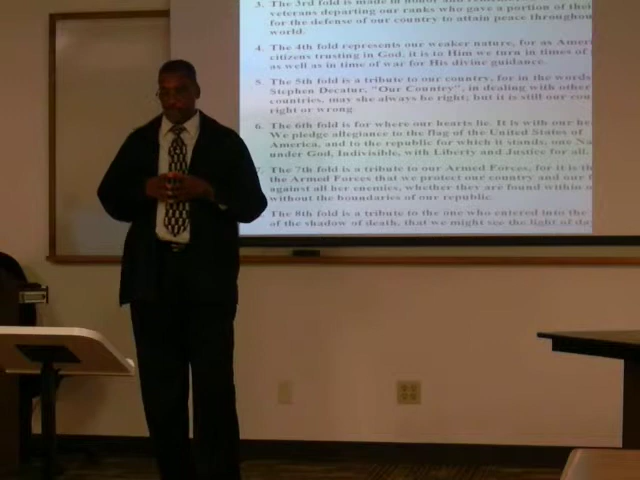 3. The 3rd fold is made in honor and
veterans departing our ranks who gave a portion of thei
for the defense of our country to attain peace throughou
world.
4. The 4th fold represents our weaker nature, for as Amer
citizens trusting in God, it is to Him we turn in times of
as well as in time of war for His divine guidance.
5. The 5th fold is a tribute to our country, for in the words
Stephen Decatur, "Our Country", in dealing with other
countries, may she always be right; but it is still our cou
right or wrong.
6. The 6th fold is for where our hearts lie. It is with our he
We pledge allegiance to the flag of the United States of
America, and to the republic for which it stands, one Na
under God, Indivisible, with Liberty and Justice for all.
7. The 7th fold is a tribute to our Armed Forces, for it is th
the Armed Forces that we protect our country and our f
against all her enemies, whether they are found within o
without the boundaries of our republic.
The 8th fold is a tribute to the one who entered into the
of the shadow of death, that we might see the light of da